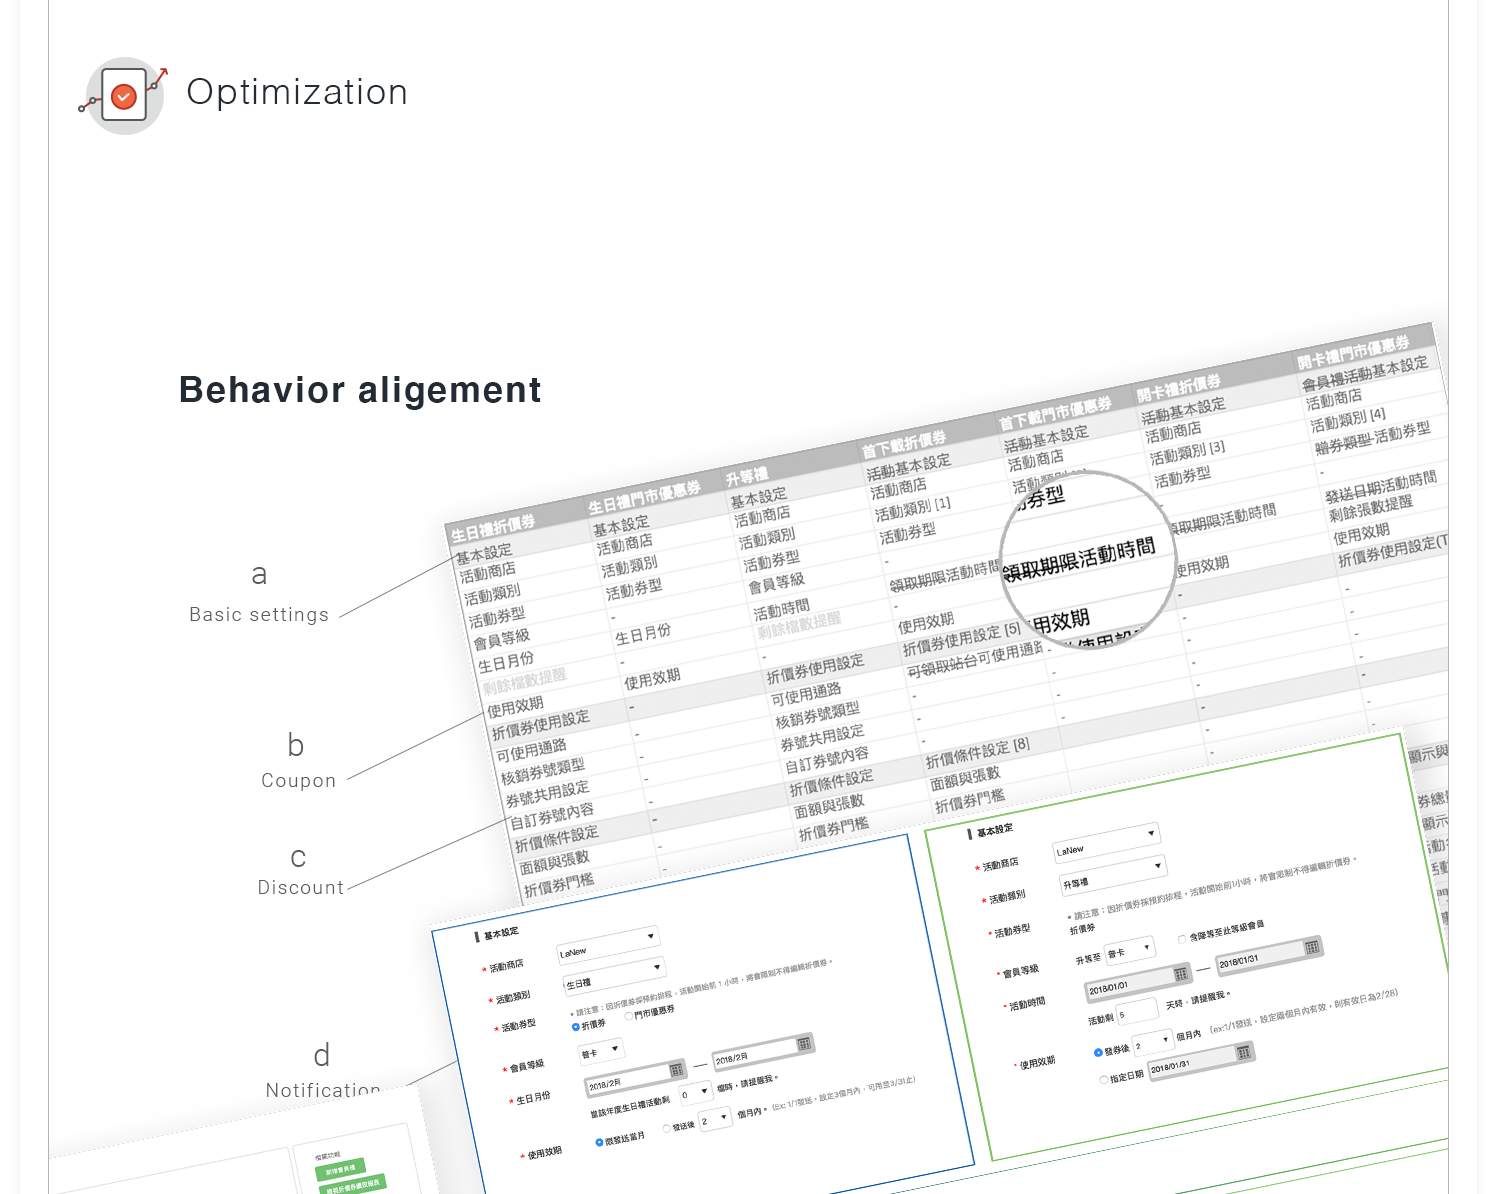 Optimization
Behavior aligement
a
Basic settings
b
Coupon
c
Discount
d
Notification
生日禮折價券
基本設定
活動商店
活動類別
活動券型
會員等級
生日月份
剩餘檔數提醒
使用效期
折價券使用設定
可使用通路
核銷券號類型
券號共用設定
自訂券號內容
折價條件設定
面額與張數
折價券門檻
生日禮門市優惠券
基本設定
活動商店
活動類別
活動券型
-
生日月份
-
使用效期
-
-
-
-
-
-
-
-
升等禮
基本設定
活動商店
活動類別
活動券型
會員等級
活動時間
剩餘檔數提醒
-
折價券使用設定
可使用通路
核銷券號類型
券號共用設定
自訂券號內容
折價條件設定
面額與張數
折價券門檻
首下載折價券
活動基本設定
活動商店
活動類別 [1]
活動券型
-
領取期限活動時間
-
使用效期
折價券使用設定 [5]
可領取站台可使用通路
-
-
-
折價條件設定 [8]
面額與張數
折價券門檻
首下載門市優惠券
活動基本設定
活動商店
活動類別
券型
領取期限活動時間
用效期
-
-
-
-
開卡禮折價券
活動基本設定
活動商店
活動類別 [3]
活動券型
-
領取期限活動時間
-
使用效期
-
-
-
-
-
-
-
開卡禮門市優惠券
會員禮活動基本設定
活動商店
活動類別 [4]
贈券類型 活動券型
-
發送日期活動時間
剩餘張數提醒
使用效期
折價券使用設定(T
-
-
-
-
-
-
顯示與
券總
顯示
基本設定
* 活動商店
LaNew
* 活動類別
生日禮
• 請注意：因折價券採預約排程，活動開始前 1 小時，將會限制不得編輯折價券。
* 活動券型
折價券 門市優惠券
* 會員等級
普卡
* 生日月份
2018/2月 — 2018/2月
當該年度生日禮活動剩 0 檔時，請提醒我。
* 使用效期
限發送當月 發送後 2 個月內。 (Ex: 1/1發送，設定3個月內，可用至3/31止)
基本設定
* 活動商店
LaNew
* 活動類別
升等禮
• 請注意：因折價券採預約排程，活動開始前1小時，將會限制不得編輯折價券。
* 活動券型
折價券
* 會員等級
升等至 普卡 含降等至此等級會員
* 活動時間
2018/01/01 — 2018/01/31
活動剩 5 天時，請提醒我。
* 使用效期
發券後 2 個月內 (ex:1/1發送，設定兩個月內有效，則有效日為2/28)
指定日期 2018/01/31
檔案功能
新增會員禮